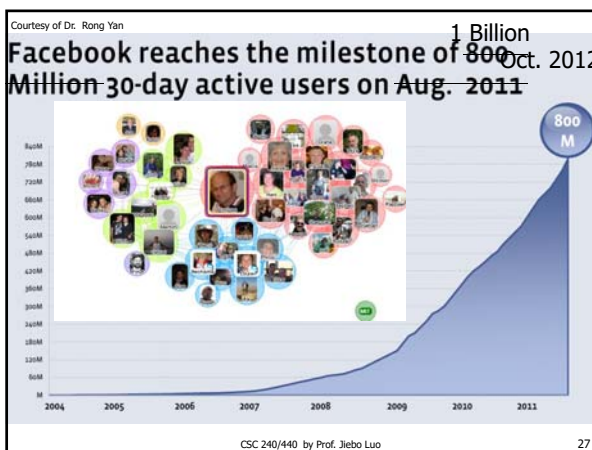 Courtesy of Dr. Rong Yan
1 Billion
Facebook reaches the milestone of 800
Oct. 2012
Million 30-day active users on Aug. 2011
800
M
840M
780M
720M
660M
600M
540M
480M
420M
360M
300M
240M
180M
120M
60M
M
2004 2005 2006 2007 2008 2009 2010 2011
CSC 240/440 by Prof. Jiebo Luo
27